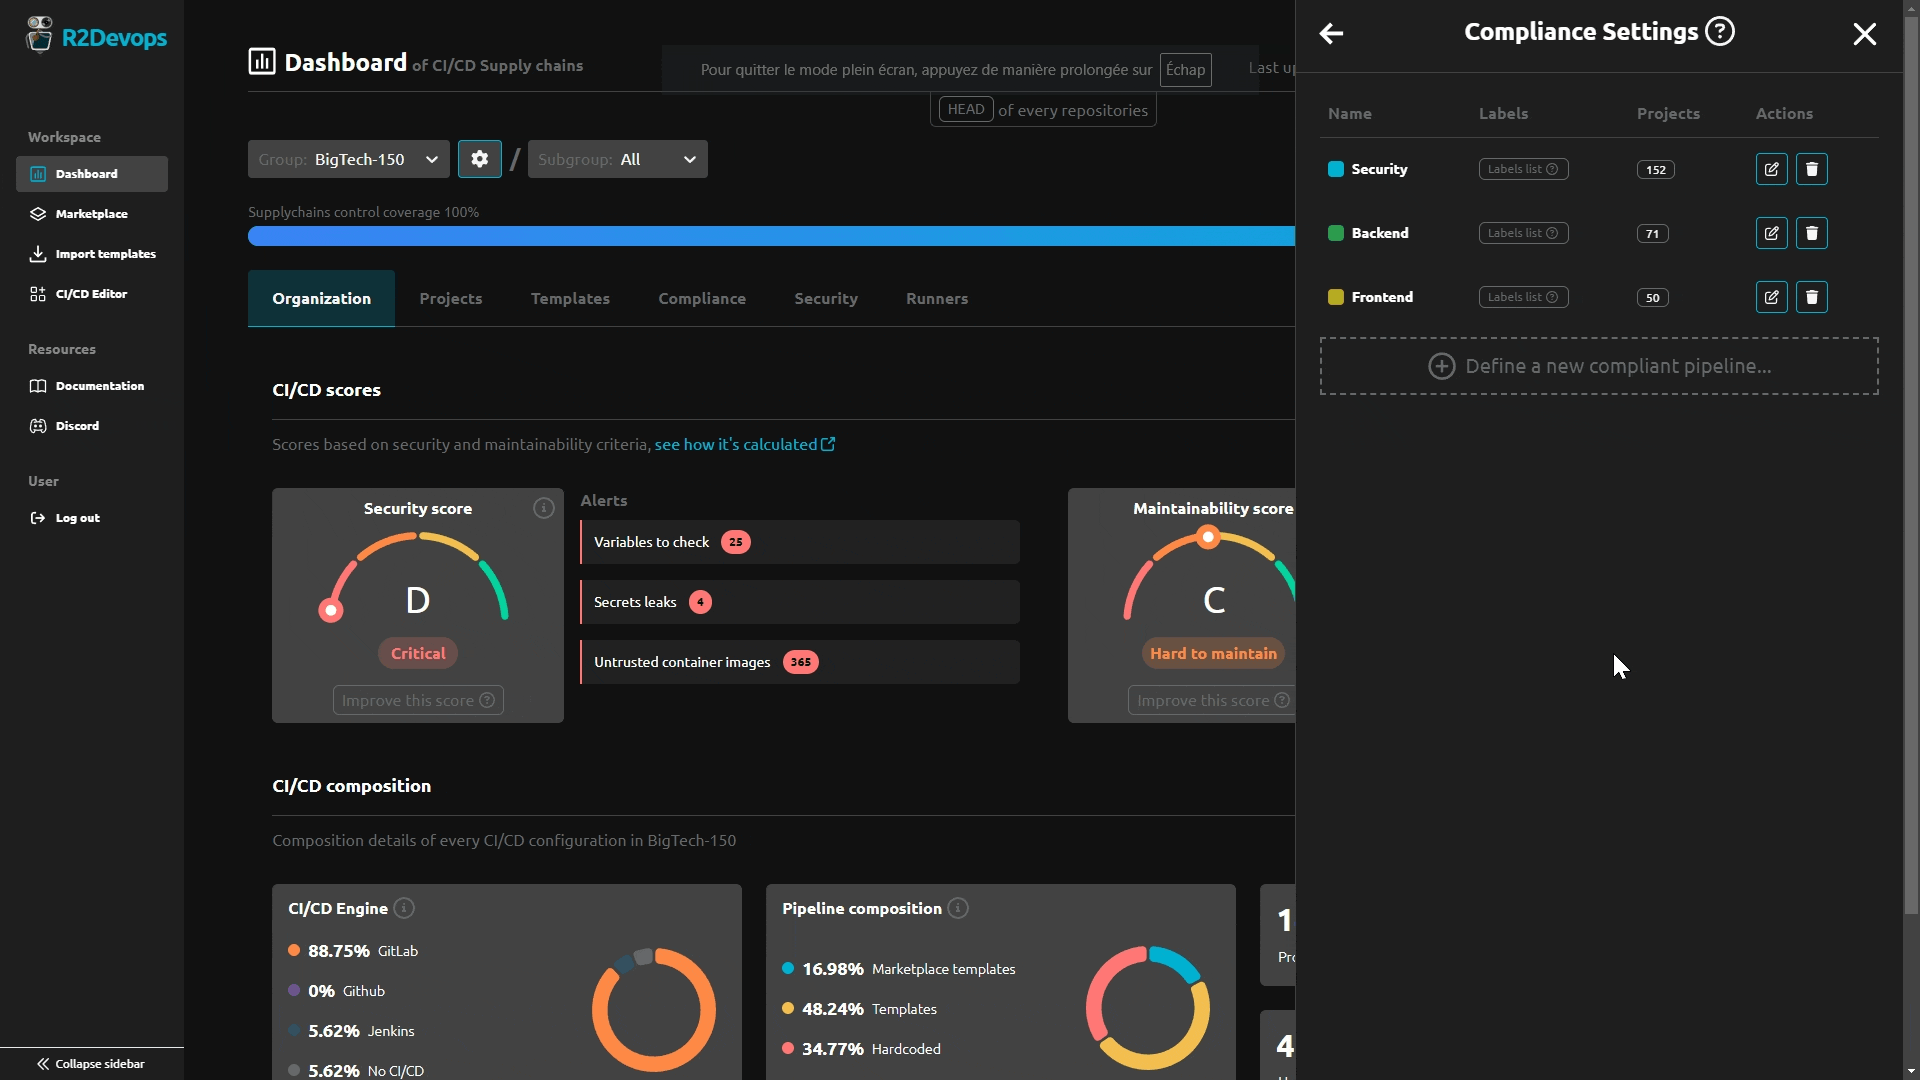 R2Devops
Workspace
Dashboard
Marketplace
Import templates
CI/CD Editor
Resources
Documentation
Discord
User
Log out
Collapse sidebar
Dashboard of CI/CD Supply chains
Pour quitter le mode plein écran, appuyez de manière prolongée sur Échap
Last up
HEAD of every repositories
Group: BigTech-150 / Subgroup: All
Supplychains control coverage 100%
Organization Projects Templates Compliance Security Runners
CI/CD scores
Scores based on security and maintainability criteria, see how it's calculated
Security score
D
Critical
Improve this score ?
Alerts
Variables to check 25
Secrets leaks 4
Untrusted container images 365
Maintainability score
C
Hard to maintain
Improve this score ?
CI/CD composition
Composition details of every CI/CD configuration in BigTech-150
CI/CD Engine
88.75% GitLab
0% Github
5.62% Jenkins
5.62% No CI/CD
Pipeline composition
16.98% Marketplace templates
48.24% Templates
34.77% Hardcoded
1
Pro
4
Compliance Settings ?
Name Labels Projects Actions
Security Labels list ? 152
Backend Labels list ? 71
Frontend Labels list ? 50
Define a new compliant pipeline...